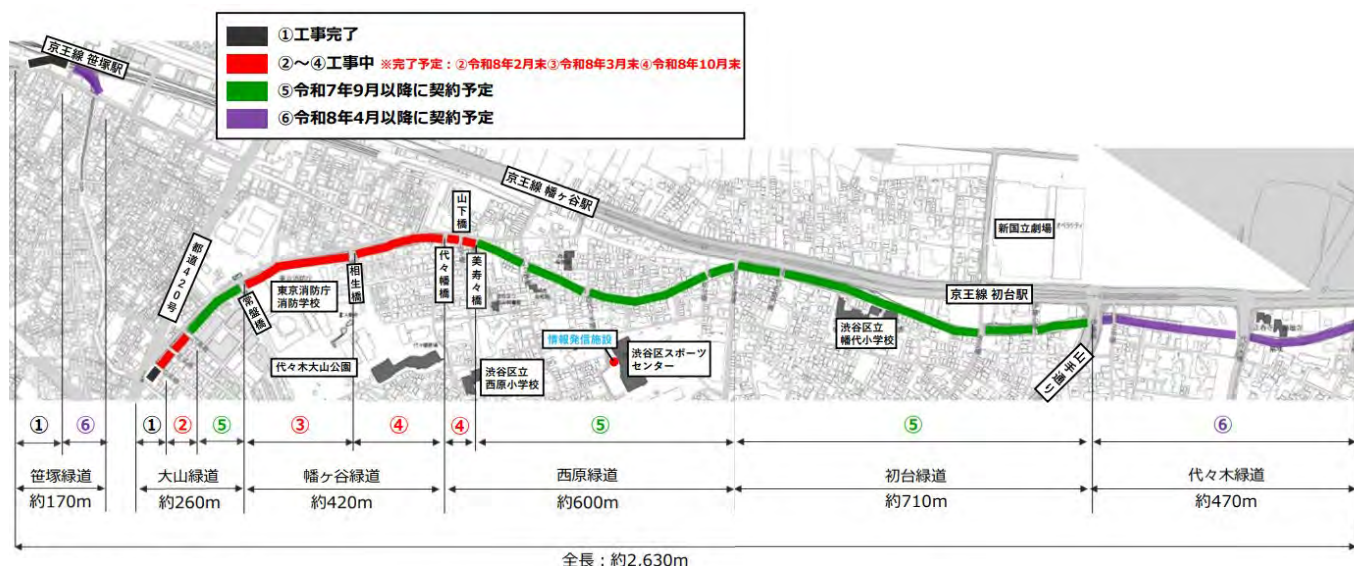 ①工事完了
②～④工事中 ※完了予定：②令和8年2月末③令和8年3月末④令和8年10月末
⑤令和7年9月以降に契約予定
⑥令和8年4月以降に契約予定
京王線 笹塚駅
京王線 幡ヶ谷駅
山下橋
新国立劇場
都道420号
相生橋
代々幡橋
美寿々橋
京王線 初台駅
東京消防庁
消防学校
常盤橋
渋谷区立
幡代小学校
情報発信施設
渋谷区スポーツ
センター
代々木大山公園
渋谷区立
西原小学校
山手通り
① ⑥ ① ② ⑤ ③ ④ ④ ⑤ ⑤ ⑥
笹塚緑道 大山緑道 幡ヶ谷緑道 西原緑道 初台緑道 代々木緑道
約170m 約260m 約420m 約600m 約710m 約470m
全長：約2,630m